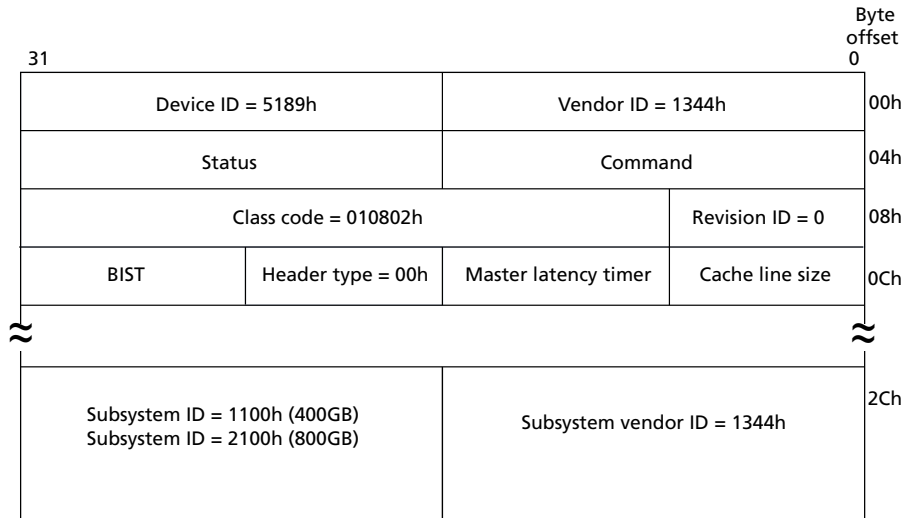 Byte
offset
31 0
Device ID = 5189h Vendor ID = 1344h 00h
Status Command 04h
Class code = 010802h Revision ID = 0 08h
BIST Header type = 00h Master latency timer Cache line size 0Ch
≈ ≈
2Ch
Subsystem ID = 1100h (400GB)
Subsystem ID = 2100h (800GB)
Subsystem vendor ID = 1344h